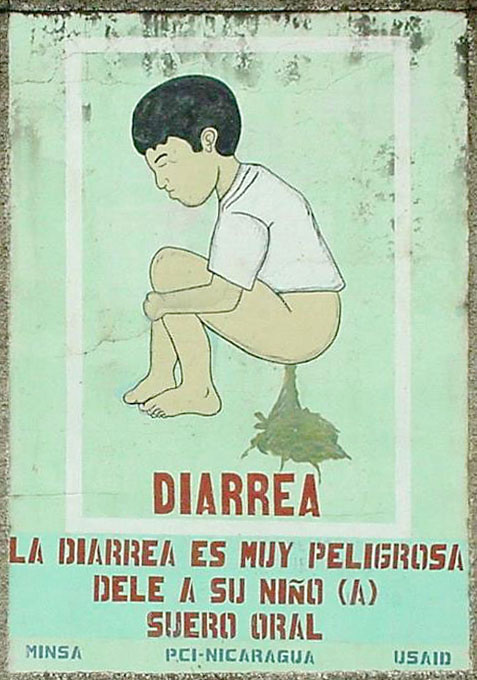 DIARREA
LA DIARREA ES MUY PELIGROSA
DELE A SU NIÑO (A)
SUERO ORAL
MINSA PCI-NICARAGUA USAID